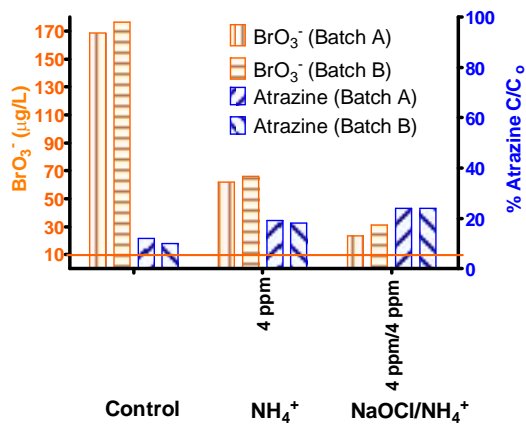 BrO₃⁻ (μg/L)
170
150
130
110
90
70
50
30
10
BrO₃⁻ (Batch A)
BrO₃⁻ (Batch B)
Atrazine (Batch A)
Atrazine (Batch B)
100
80
60
40
20
0
% Atrazine C/Cₒ
4 ppm
4 ppm/4 ppm
Control
NH₄⁺
NaOCl/NH₄⁺